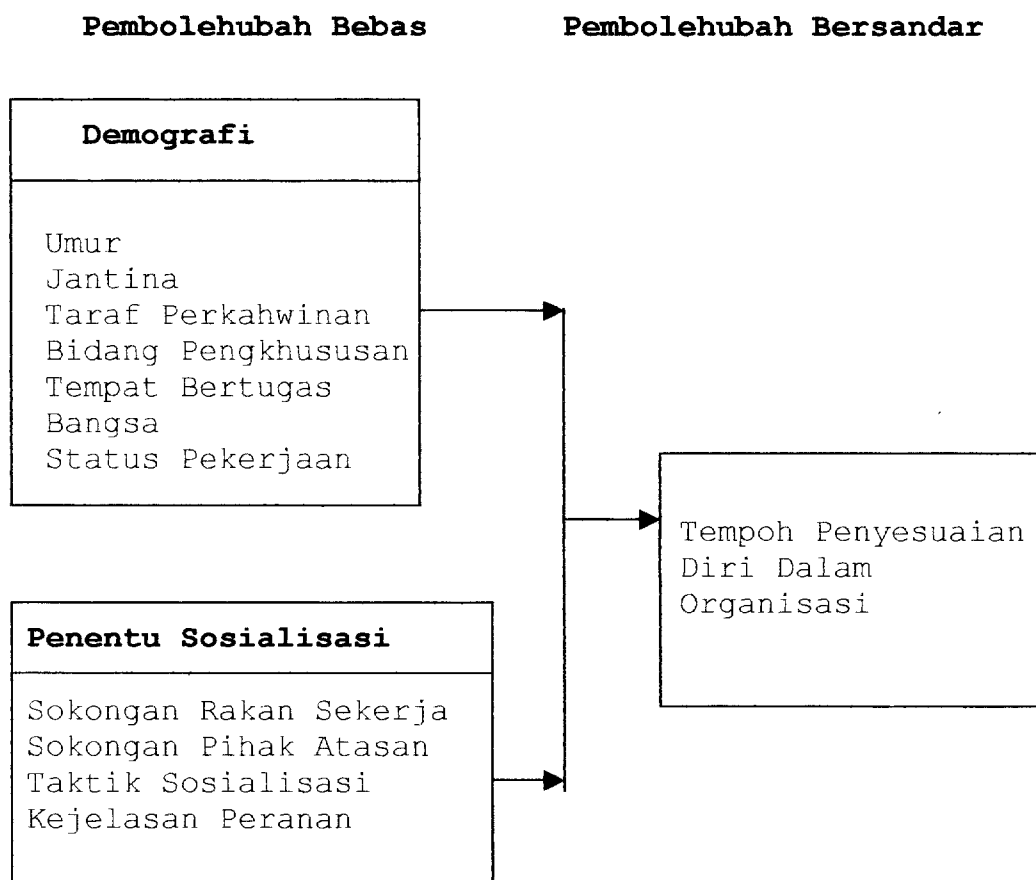 Pembolehubah Bebas
Pembolehubah Bersandar
Demografi
Umur
Jantina
Taraf Perkahwinan
Bidang Pengkhususan
Tempat Bertugas
Bangsa
Status Pekerjaan
Tempoh Penyesuaian
Diri Dalam
Organisasi
Penentu Sosialisasi
Sokongan Rakan Sekerja
Sokongan Pihak Atasan
Taktik Sosialisasi
Kejelasan Peranan